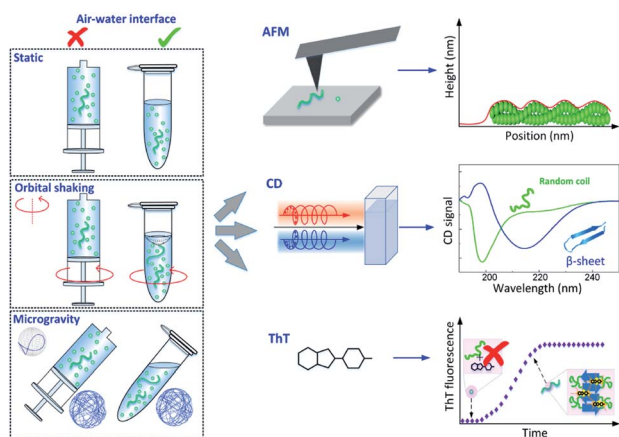 Air-water interface
Static
Orbital shaking
Microgravity
AFM
Height (nm)
Position (nm)
CD
CD signal
Random coil
β-sheet
200
220
240
Wavelength (nm)
ThT
ThT fluorescence
Time